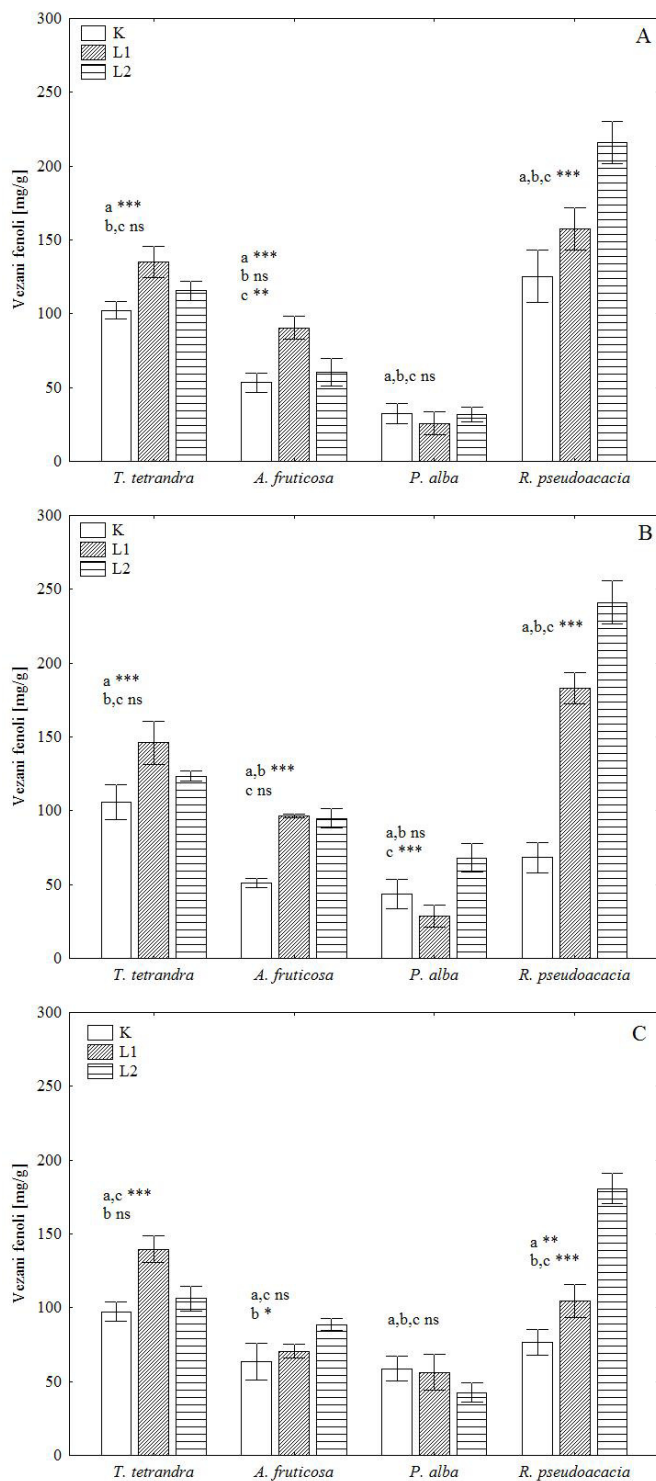 300
250
200
150
100
50
0
Vezani fenoli [mg/g]
K
L1
L2
A
a ***
b,c ns
a ***
b ns
c **
a,b,c ns
a,b,c ***
T. tetrandra
A. fruticosa
P. alba
R. pseudoacacia
300
250
200
150
100
50
0
Vezani fenoli [mg/g]
K
L1
L2
B
a ***
b,c ns
a,b ***
c ns
a,b ns
c ***
a,b,c ***
T. tetrandra
A. fruticosa
P. alba
R. pseudoacacia
300
250
200
150
100
50
0
Vezani fenoli [mg/g]
K
L1
L2
C
a,c ***
b ns
a,c ns
b *
a,b,c ns
a **
b,c ***
T. tetrandra
A. fruticosa
P. alba
R. pseudoacacia